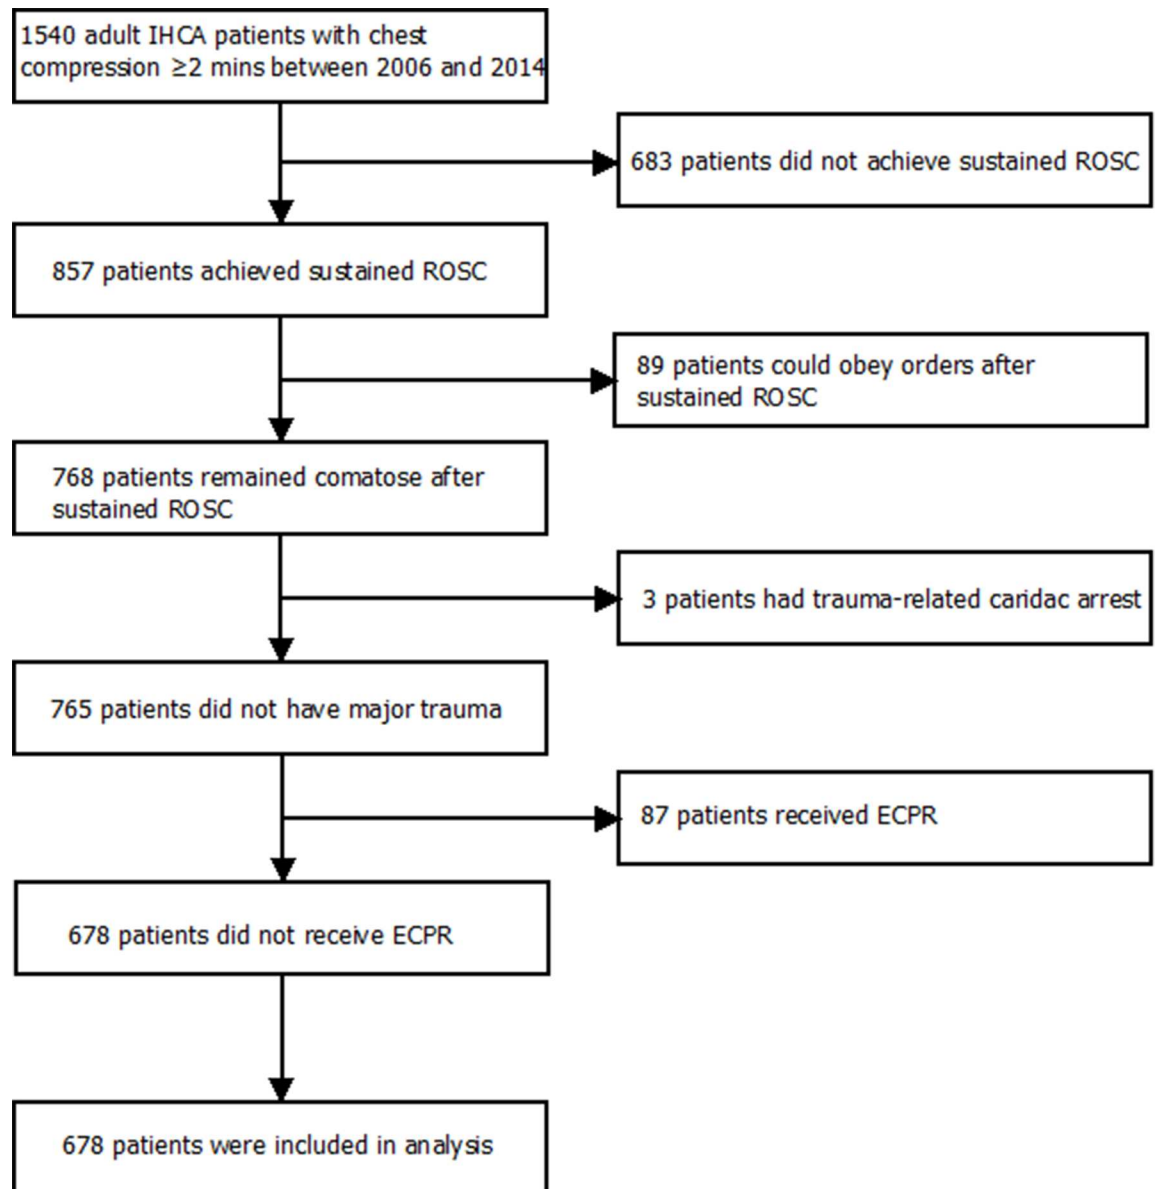 1540 adult IHCA patients with chest
compression ≥2 mins between 2006 and 2014
683 patients did not achieve sustained ROSC
857 patients achieved sustained ROSC
89 patients could obey orders after
sustained ROSC
768 patients remained comatose after
sustained ROSC
3 patients had trauma-related caridac arrest
765 patients did not have major trauma
87 patients received ECPR
678 patients did not receive ECPR
678 patients were included in analysis